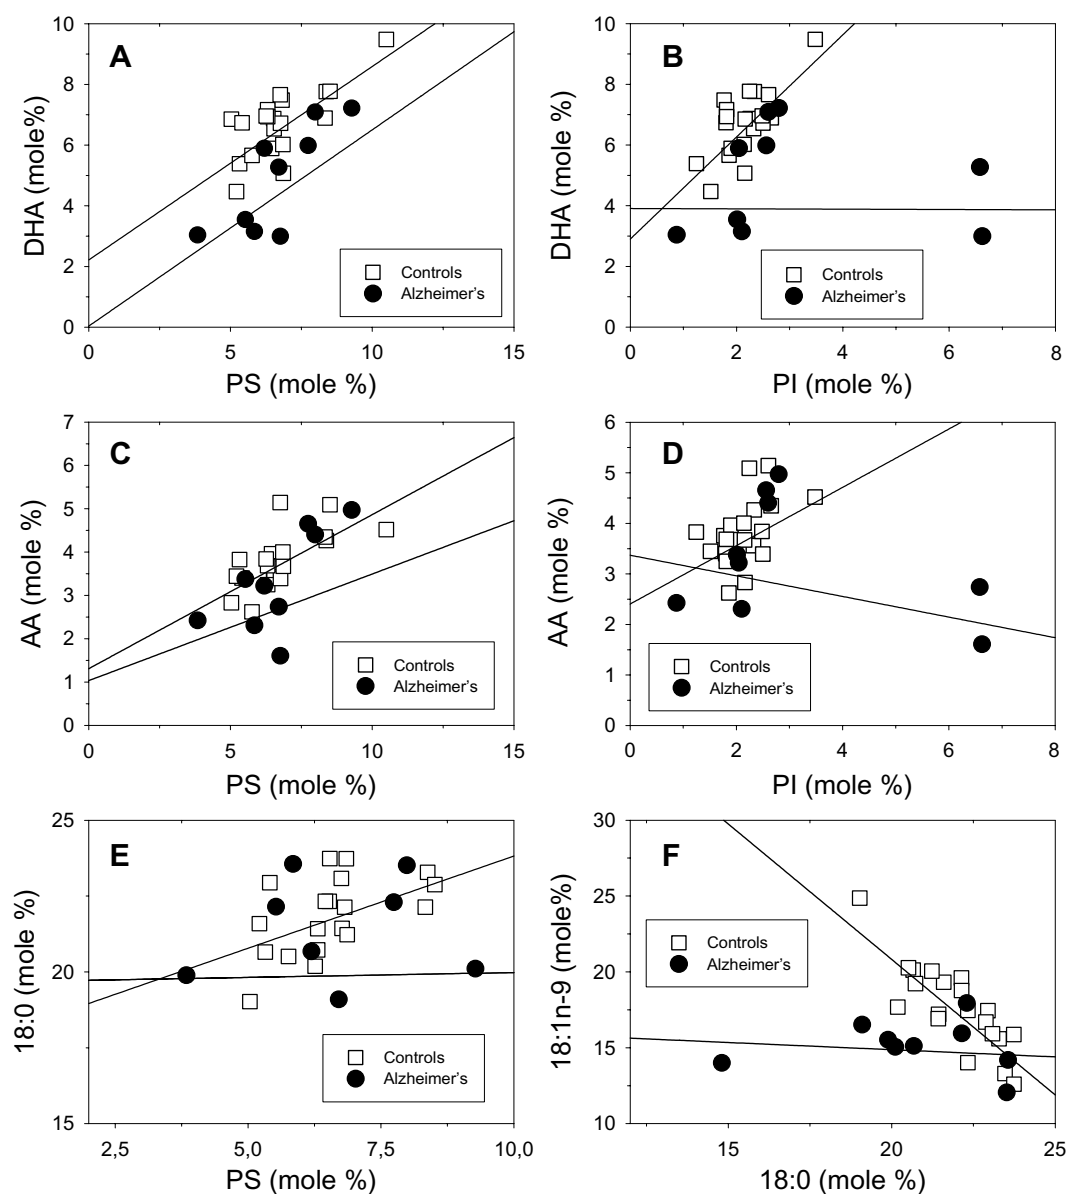 A
10
8
6
4
2
0
DHA (mole%)
0
5
10
15
PS (mole %)
Controls
Alzheimer's
B
10
8
6
4
2
0
DHA (mole%)
0
2
4
6
8
PI (mole %)
Controls
Alzheimer's
C
7
6
5
4
3
2
1
0
AA (mole %)
0
5
10
15
PS (mole %)
Controls
Alzheimer's
D
6
5
4
3
2
1
0
AA (mole %)
0
2
4
6
8
PI (mole %)
Controls
Alzheimer's
E
25
20
15
18:0 (mole %)
2,5
5,0
7,5
10,0
PS (mole %)
Controls
Alzheimer's
F
30
25
20
15
10
18:1n-9 (mole%)
15
20
25
18:0 (mole %)
Controls
Alzheimer's